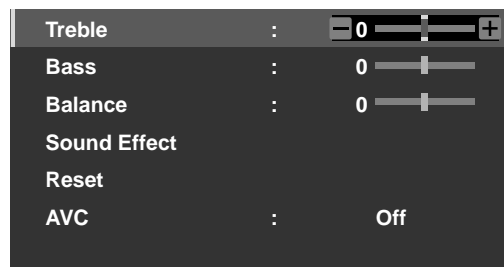 Treble : − 0 +
Bass : 0
Balance : 0
Sound Effect
Reset
AVC : Off